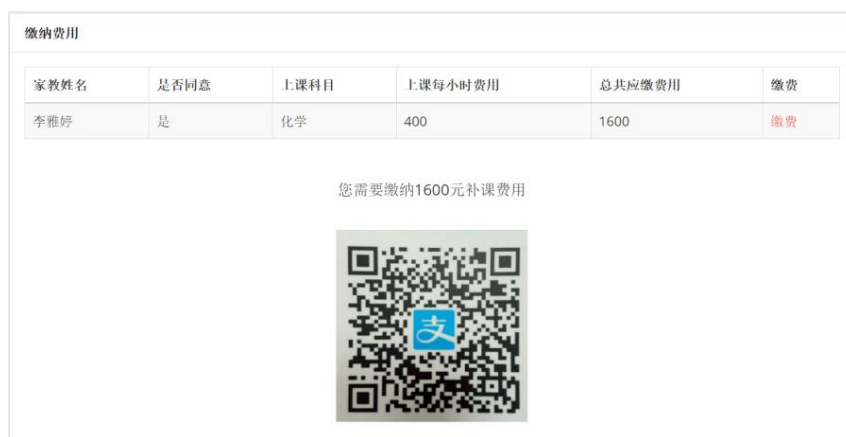 缴纳费用
家教姓名 是否同意 上课科目 上课每小时费用 总共应缴费用 缴费
李雅婷 是 化学 400 1600 缴费
您需要缴纳1600元补课费用
支